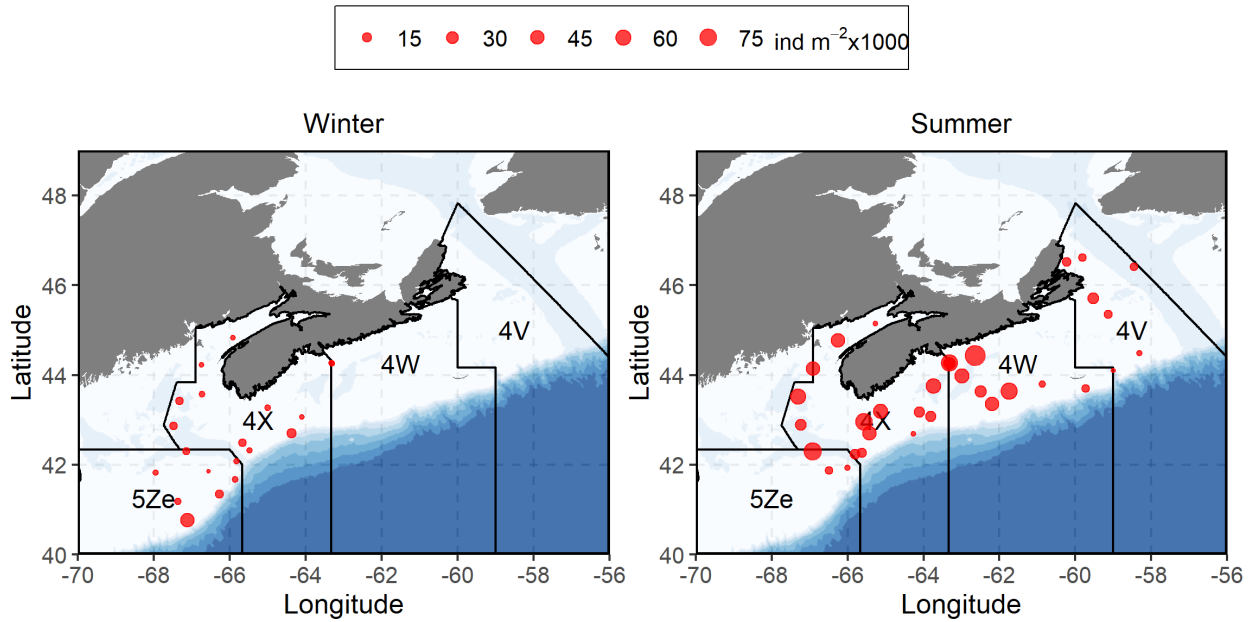 15 30 45 60 75 ind m⁻²x1000
Winter
Summer
Latitude
48
46
44
42
40
4V
4W
4X
5Ze
-70 -68 -66 -64 -62 -60 -58 -56
Longitude
Latitude
48
46
44
42
40
4V
4W
4X
5Ze
-70 -68 -66 -64 -62 -60 -58 -56
Longitude